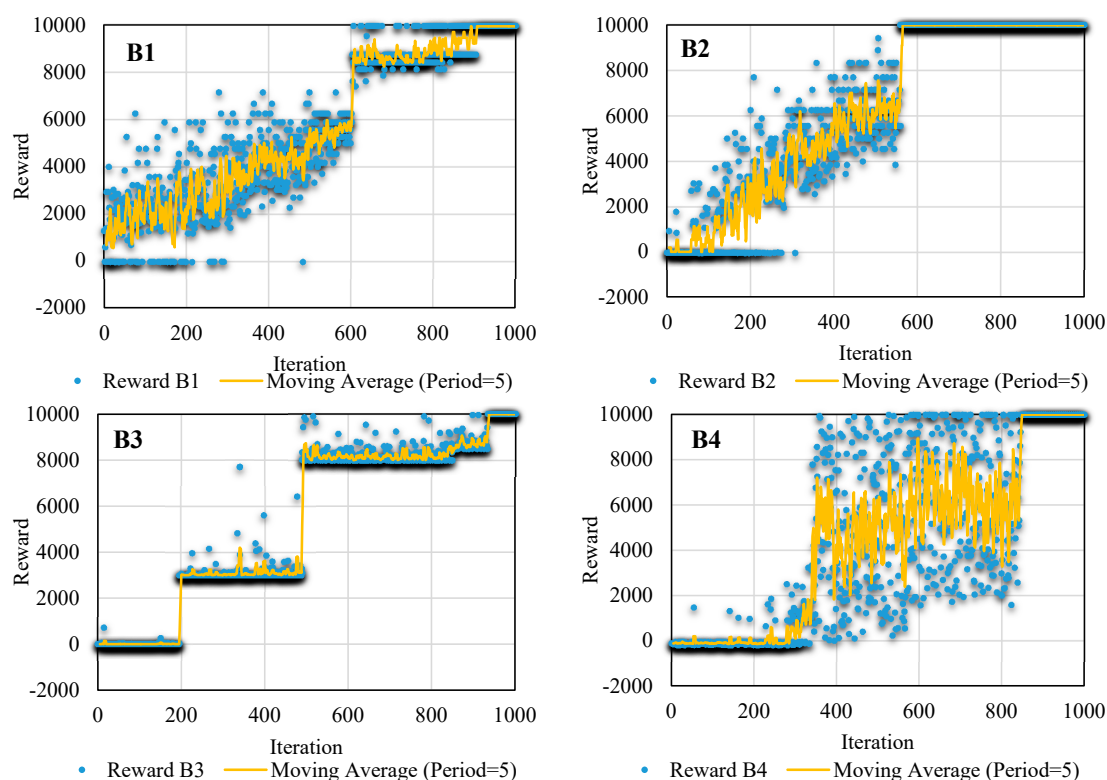 B1
Reward
10000
8000
6000
4000
2000
0
-2000
0 200 400 600 800 1000
Iteration
Reward B1 Moving Average (Period=5)
B2
Reward
10000
8000
6000
4000
2000
0
-2000
0 200 400 600 800 1000
Iteration
Reward B2 Moving Average (Period=5)
B3
Reward
10000
8000
6000
4000
2000
0
-2000
0 200 400 600 800 1000
Iteration
Reward B3 Moving Average (Period=5)
B4
Reward
10000
8000
6000
4000
2000
0
-2000
0 200 400 600 800 1000
Iteration
Reward B4 Moving Average (Period=5)